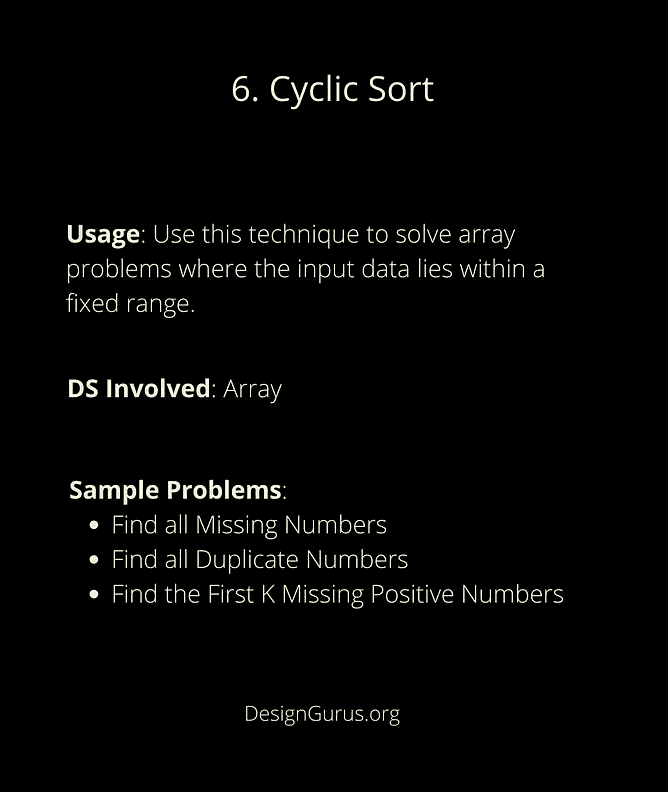 6. Cyclic Sort
Usage: Use this technique to solve array
problems where the input data lies within a
fixed range.
DS Involved: Array
Sample Problems:
• Find all Missing Numbers
• Find all Duplicate Numbers
• Find the First K Missing Positive Numbers
DesignGurus.org